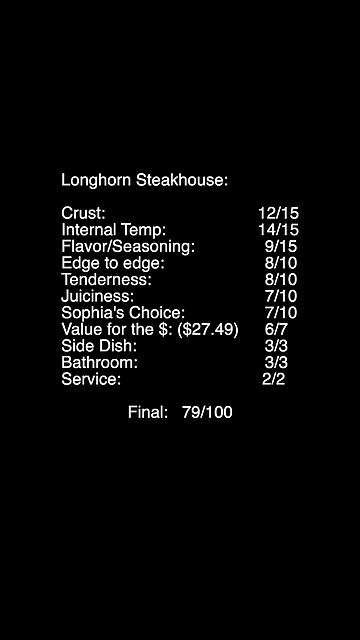 Longhorn Steakhouse:
Crust: 12/15
Internal Temp: 14/15
Flavor/Seasoning: 9/15
Edge to edge: 8/10
Tenderness: 8/10
Juiciness: 7/10
Sophia's Choice: 7/10
Value for the $: ($27.49) 6/7
Side Dish: 3/3
Bathroom: 3/3
Service: 2/2
Final: 79/100